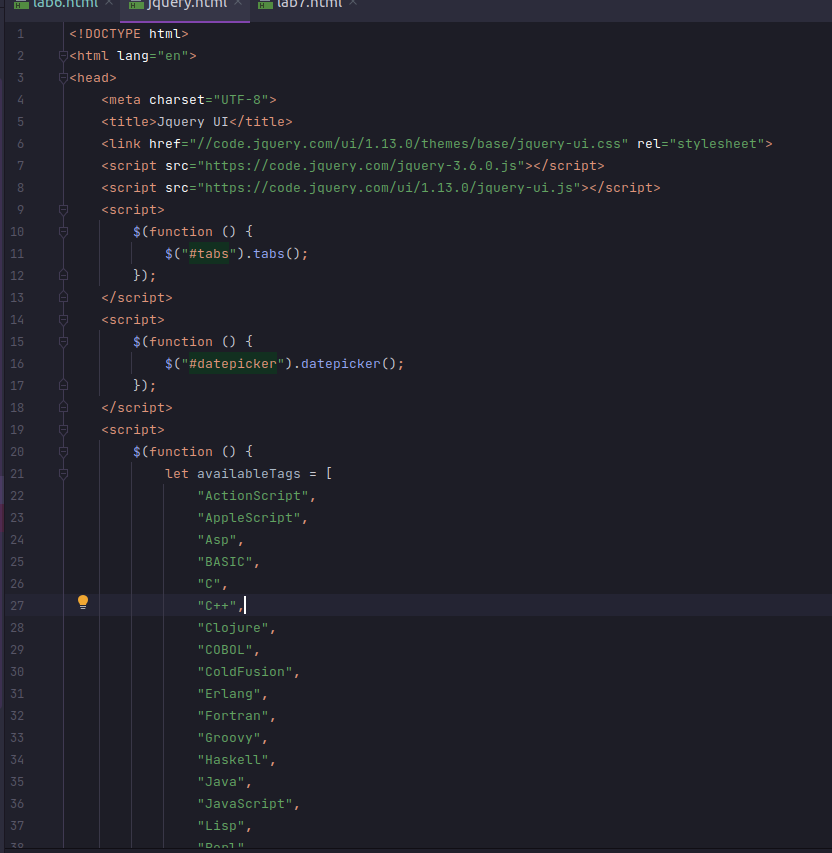 lab6.html × jquery.html × lab7.html ×
1 <!DOCTYPE html>
2 <html lang="en">
3 <head>
4 <meta charset="UTF-8">
5 <title>Jquery UI</title>
6 <link href="//code.jquery.com/ui/1.13.0/themes/base/jquery-ui.css" rel="stylesheet">
7 <script src="https://code.jquery.com/jquery-3.6.0.js"></script>
8 <script src="https://code.jquery.com/ui/1.13.0/jquery-ui.js"></script>
9 <script>
10 $(function () {
11 $("#tabs").tabs();
12 });
13 </script>
14 <script>
15 $(function () {
16 $("#datepicker").datepicker();
17 });
18 </script>
19 <script>
20 $(function () {
21 let availableTags = [
22 "ActionScript",
23 "AppleScript",
24 "Asp",
25 "BASIC",
26 "C",
27 "C++",
28 "Clojure",
29 "COBOL",
30 "ColdFusion",
31 "Erlang",
32 "Fortran",
33 "Groovy",
34 "Haskell",
35 "Java",
36 "JavaScript",
37 "Lisp",
38 "Perl",